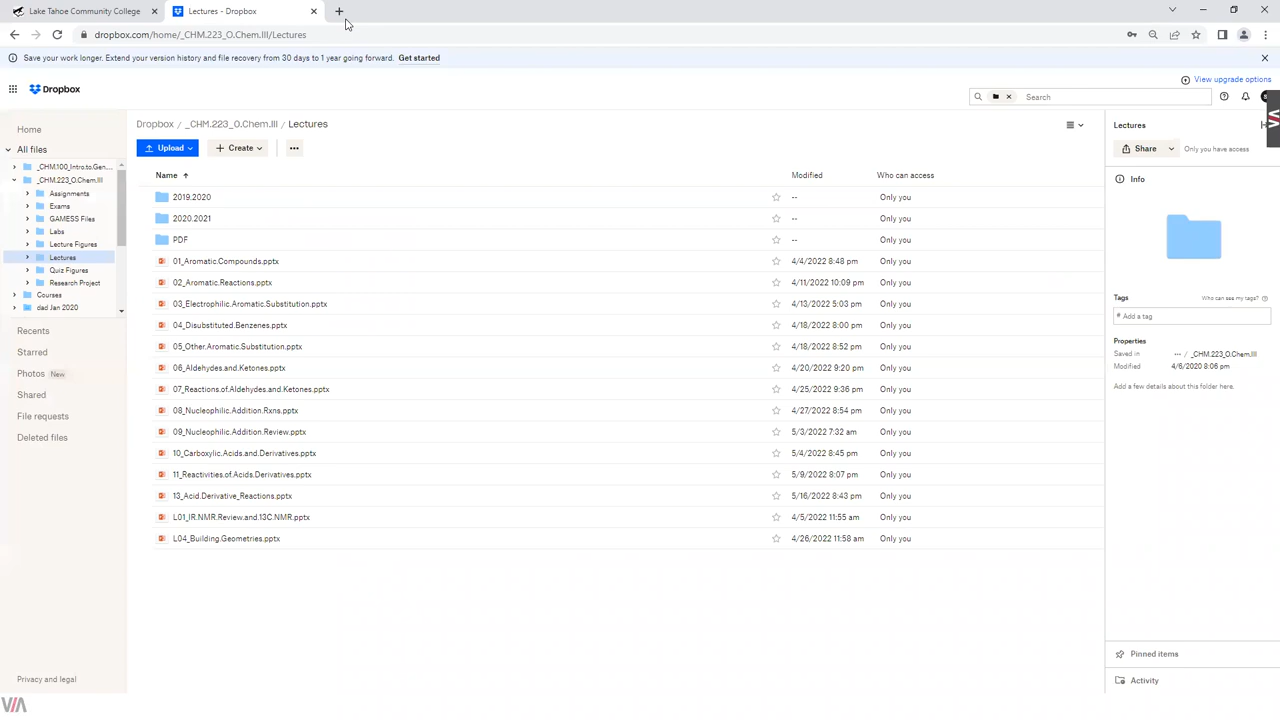 Lake Tahoe Community College
Lectures - Dropbox
dropbox.com/home/_CHM.223_O.Chem.III/Lectures
Save your work longer. Extend your version history and file recovery from 30 days to 1 year going forward. Get started
View upgrade options
Dropbox
Search
Home
All files
_CHM.100_Intro.to.Gen....
_CHM.223_O.Chem.III
Assignments
Exams
GAMESS Files
Labs
Lecture Figures
Lectures
Quiz Figures
Research Project
Courses
dad Jan 2020
Recents
Starred
Photos New
Shared
File requests
Deleted files
Privacy and legal
Dropbox / _CHM.223_O.Chem.III / Lectures
Upload
+ Create
Name Modified Who can access
2019.2020 -- Only you
2020.2021 -- Only you
PDF -- Only you
01_Aromatic.Compounds.pptx 4/4/2022 8:48 pm Only you
02_Aromatic.Reactions.pptx 4/11/2022 10:09 pm Only you
03_Electrophilic.Aromatic.Substitution.pptx 4/13/2022 5:03 pm Only you
04_Disubstituted.Benzenes.pptx 4/18/2022 8:00 pm Only you
05_Other.Aromatic.Substitution.pptx 4/18/2022 8:52 pm Only you
06_Aldehydes.and.Ketones.pptx 4/20/2022 9:20 pm Only you
07_Reactions.of.Aldehydes.and.Ketones.pptx 4/25/2022 9:36 pm Only you
08_Nucleophilic.Addition.Rxns.pptx 4/27/2022 8:54 pm Only you
09_Nucleophilic.Addition.Review.pptx 5/3/2022 7:32 am Only you
10_Carboxylic.Acids.and.Derivatives.pptx 5/4/2022 8:45 pm Only you
11_Reactivities.of.Acids.Derivatives.pptx 5/9/2022 8:07 pm Only you
13_Acid.Derivative_Reactions.pptx 5/16/2022 8:43 pm Only you
L01_IR.NMR.Review.and.13C.NMR.pptx 4/5/2022 11:55 am Only you
L04_Building.Geometries.pptx 4/26/2022 11:58 am Only you
Lectures
Share Only you have access
Info
Tags Who can see my tags?
# Add a tag
Properties
Saved in ··· / _CHM.223_O.Chem.III
Modified 4/6/2020 8:06 pm
Add a few details about this folder here.
Pinned items
Activity
VIA